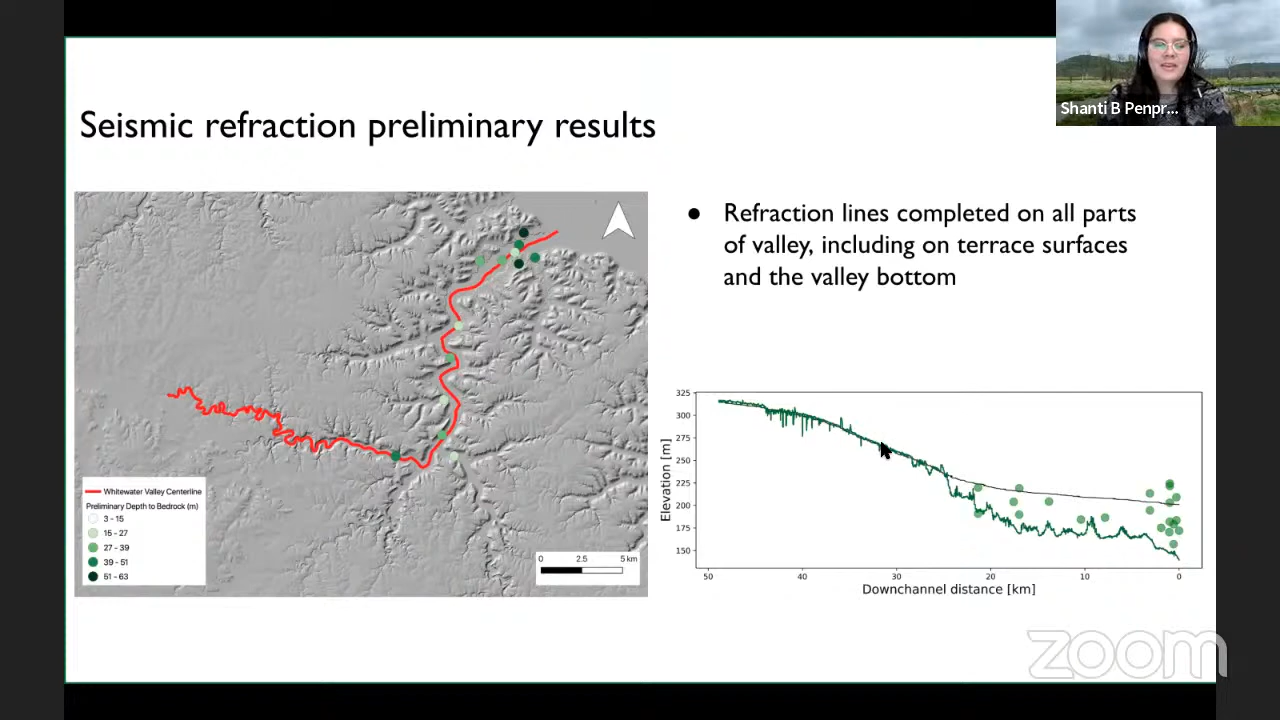 Shanti B Penpr...
Seismic refraction preliminary results
● Refraction lines completed on all parts
of valley, including on terrace surfaces
and the valley bottom
Whitewater Valley Centerline
Preliminary Depth to Bedrock (m)
3 - 15
15 - 27
27 - 39
39 - 51
51 - 63
0 2.5 5 km
Elevation [m]
325
300
275
250
225
200
175
150
50 40 30 20 10 0
Downchannel distance [km]
zoom